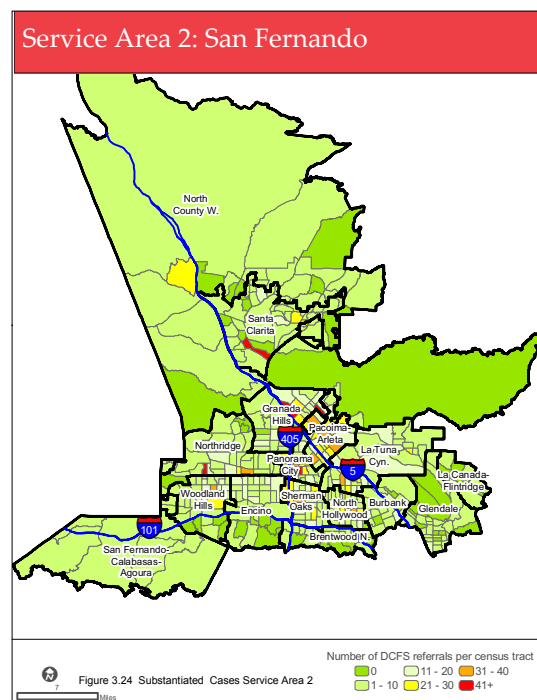 Service Area 2: San Fernando
North
County W.
Santa
Clarita
Granada
Hills
405
Pacoima-
Arleta
Northridge
La Tuna
Cyn.
Panorama
City
5
La Canada-
Flintridge
Woodland
Hills
Encino
Sherman
Oaks
North
Hollywood
Burbank
Glendale
101
Brentwood N.
San Fernando-
Calabasas-
Agoura
Number of DCFS referrals per census tract
0
11 - 20
31 - 40
1 - 10
21 - 30
41+
Figure 3.24 Substantiated Cases Service Area 2
7
Miles